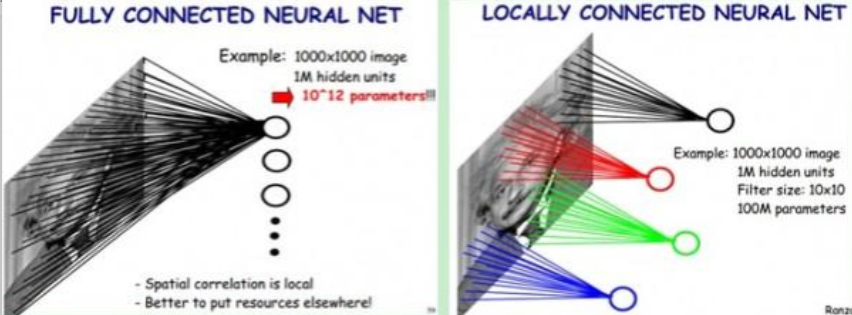 FULLY CONNECTED NEURAL NET
Example: 1000x1000 image
1M hidden units
10^12 parameters!!!
- Spatial correlation is local
- Better to put resources elsewhere!
LOCALLY CONNECTED NEURAL NET
Example: 1000x1000 image
1M hidden units
Filter size: 10x10
100M parameters